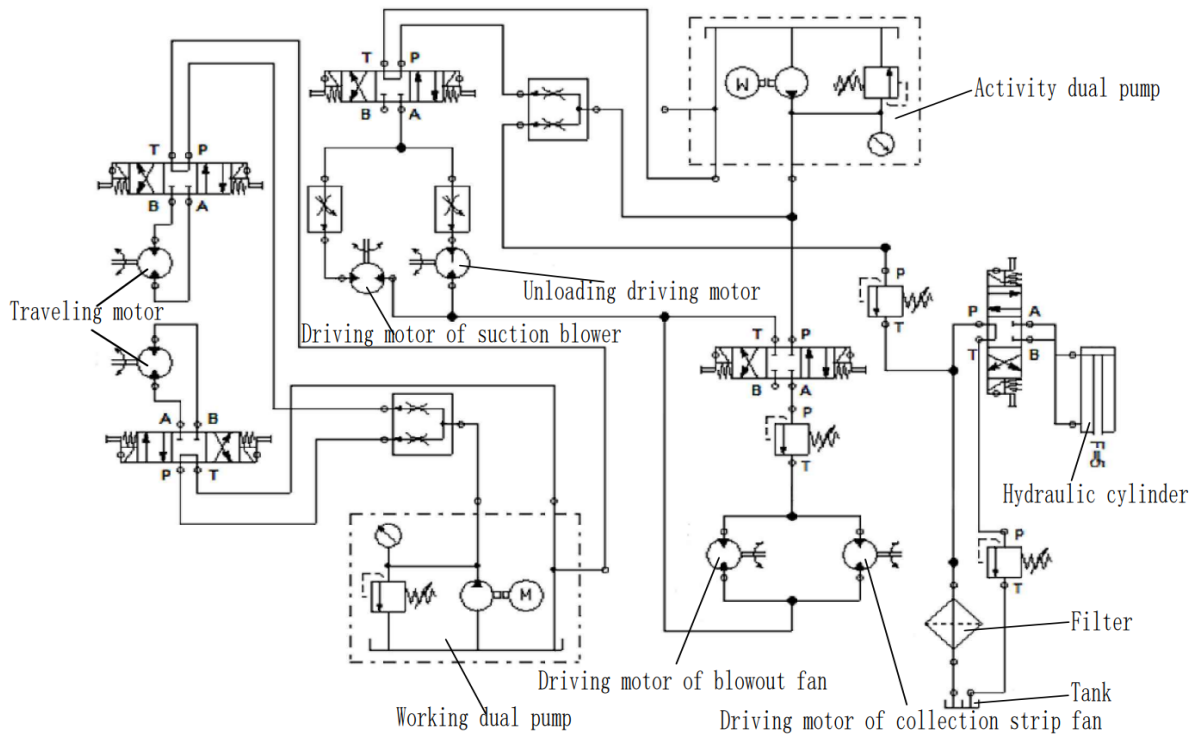 T P
B A
T P
B A
W
Activity dual pump
Traveling motor
Unloading driving motor
Driving motor of suction blower
A B
P T
T P
B A
P
T
P
T
P A
T B
Hydraulic cylinder
P
T
M
Working dual pump
Driving motor of blowout fan
Driving motor of collection strip fan
Filter
Tank